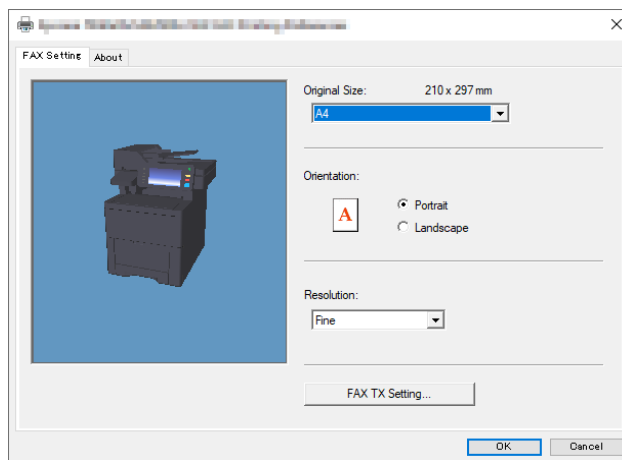 FAX Setting
About
Original Size: 210 x 297 mm
A4
Orientation:
A
Portrait
Landscape
Resolution:
Fine
FAX TX Setting...
OK
Cancel